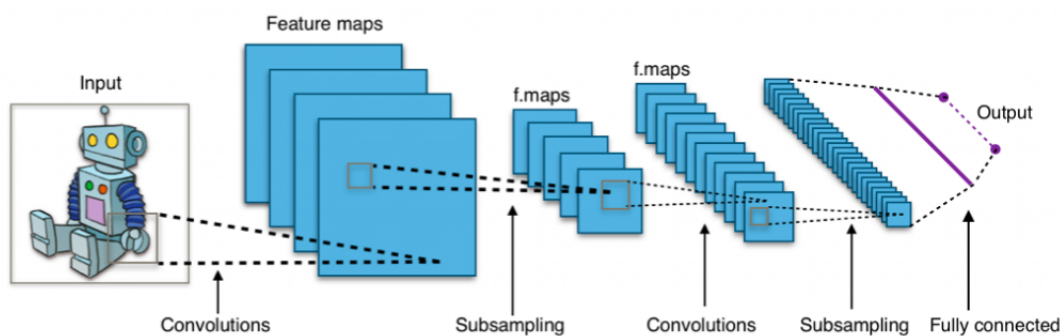 Feature maps
Input
f.maps
f.maps
Output
Convolutions
Subsampling
Convolutions
Subsampling
Fully connected